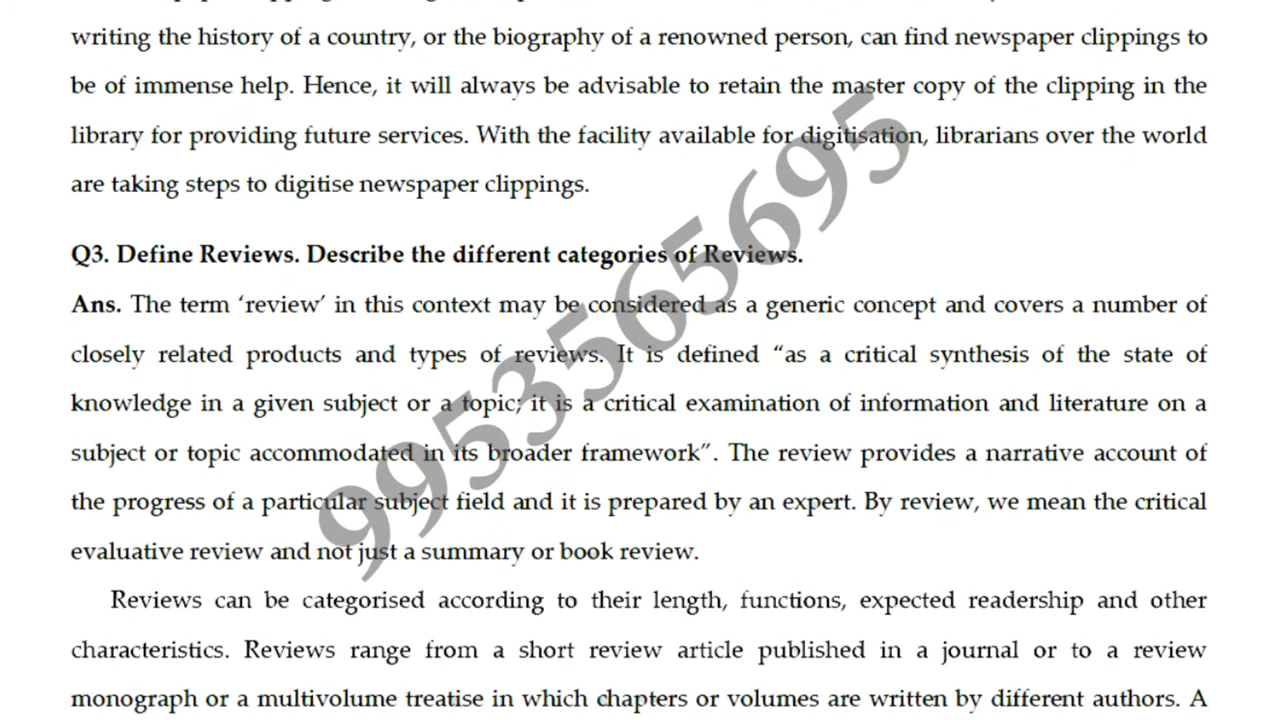 writing the history of a country, or the biography of a renowned person, can find newspaper clippings to
be of immense help. Hence, it will always be advisable to retain the master copy of the clipping in the
library for providing future services. With the facility available for digitisation, librarians over the world
are taking steps to digitise newspaper clippings.
Q3. Define Reviews. Describe the different categories of Reviews.
Ans. The term ‘review’ in this context may be considered as a generic concept and covers a number of
closely related products and types of reviews. It is defined “as a critical synthesis of the state of
knowledge in a given subject or a topic; it is a critical examination of information and literature on a
subject or topic accommodated in its broader framework”. The review provides a narrative account of
the progress of a particular subject field and it is prepared by an expert. By review, we mean the critical
evaluative review and not just a summary or book review.
Reviews can be categorised according to their length, functions, expected readership and other
characteristics. Reviews range from a short review article published in a journal or to a review
monograph or a multivolume treatise in which chapters or volumes are written by different authors. A
9953565695